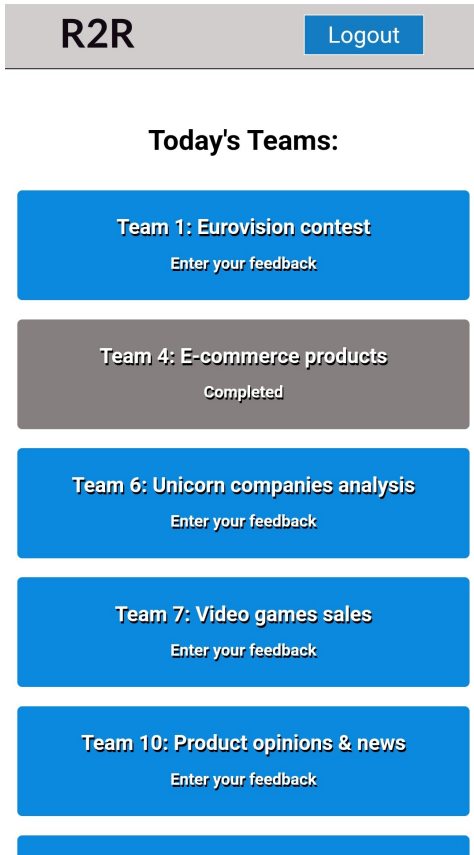 R2R
Logout
Today's Teams:
Team 1: Eurovision contest
Enter your feedback
Team 4: E-commerce products
Completed
Team 6: Unicorn companies analysis
Enter your feedback
Team 7: Video games sales
Enter your feedback
Team 10: Product opinions & news
Enter your feedback